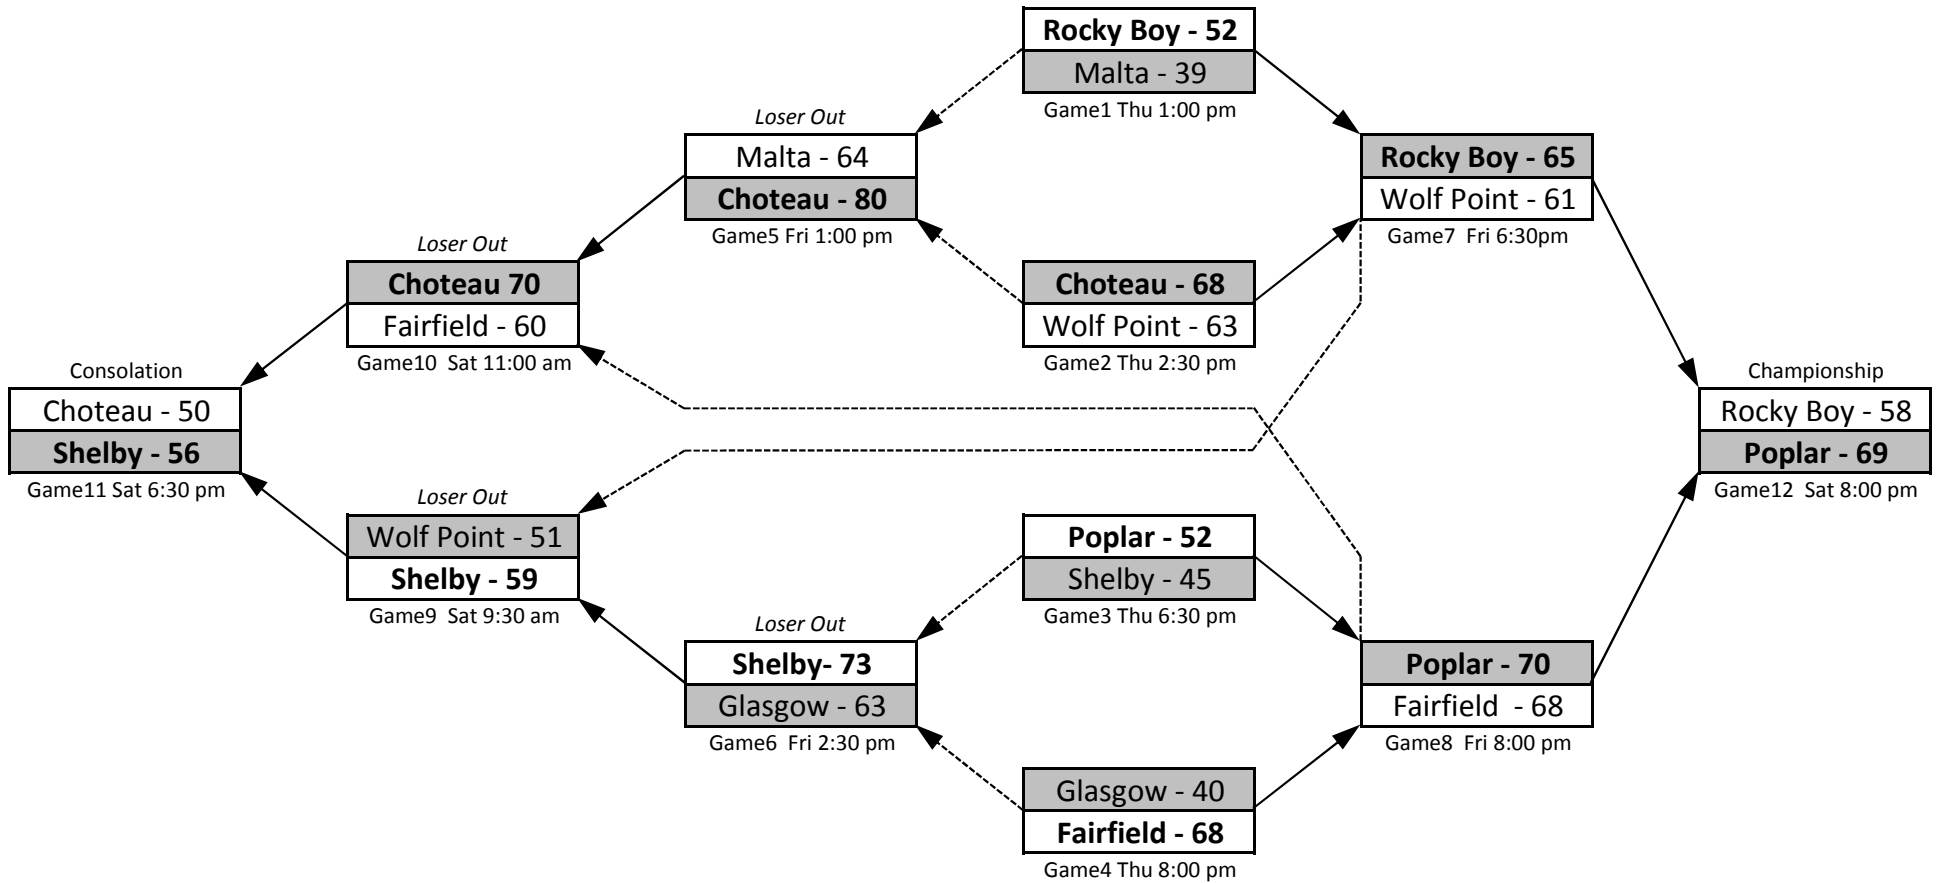 Rocky Boy - 52
Malta - 39
Game1 Thu 1:00 pm
Loser Out
Malta - 64
Choteau - 80
Game5 Fri 1:00 pm
Rocky Boy - 65
Wolf Point - 61
Game7  Fri 6:30pm
Loser Out
Choteau 70
Fairfield - 60
Game10  Sat 11:00 am
Choteau - 68
Wolf Point - 63
Game2 Thu 2:30 pm
Consolation
Choteau - 50
Shelby - 56
Game11 Sat 6:30 pm
Championship
Rocky Boy - 58
Poplar - 69
Game12  Sat 8:00 pm
Loser Out
Wolf Point - 51
Shelby - 59
Game9  Sat 9:30 am
Poplar - 52
Shelby - 45
Game3 Thu 6:30 pm
Loser Out
Shelby- 73
Glasgow - 63
Game6  Fri 2:30 pm
Poplar - 70
Fairfield  - 68
Game8  Fri 8:00 pm
Glasgow - 40
Fairfield - 68
Game4 Thu 8:00 pm